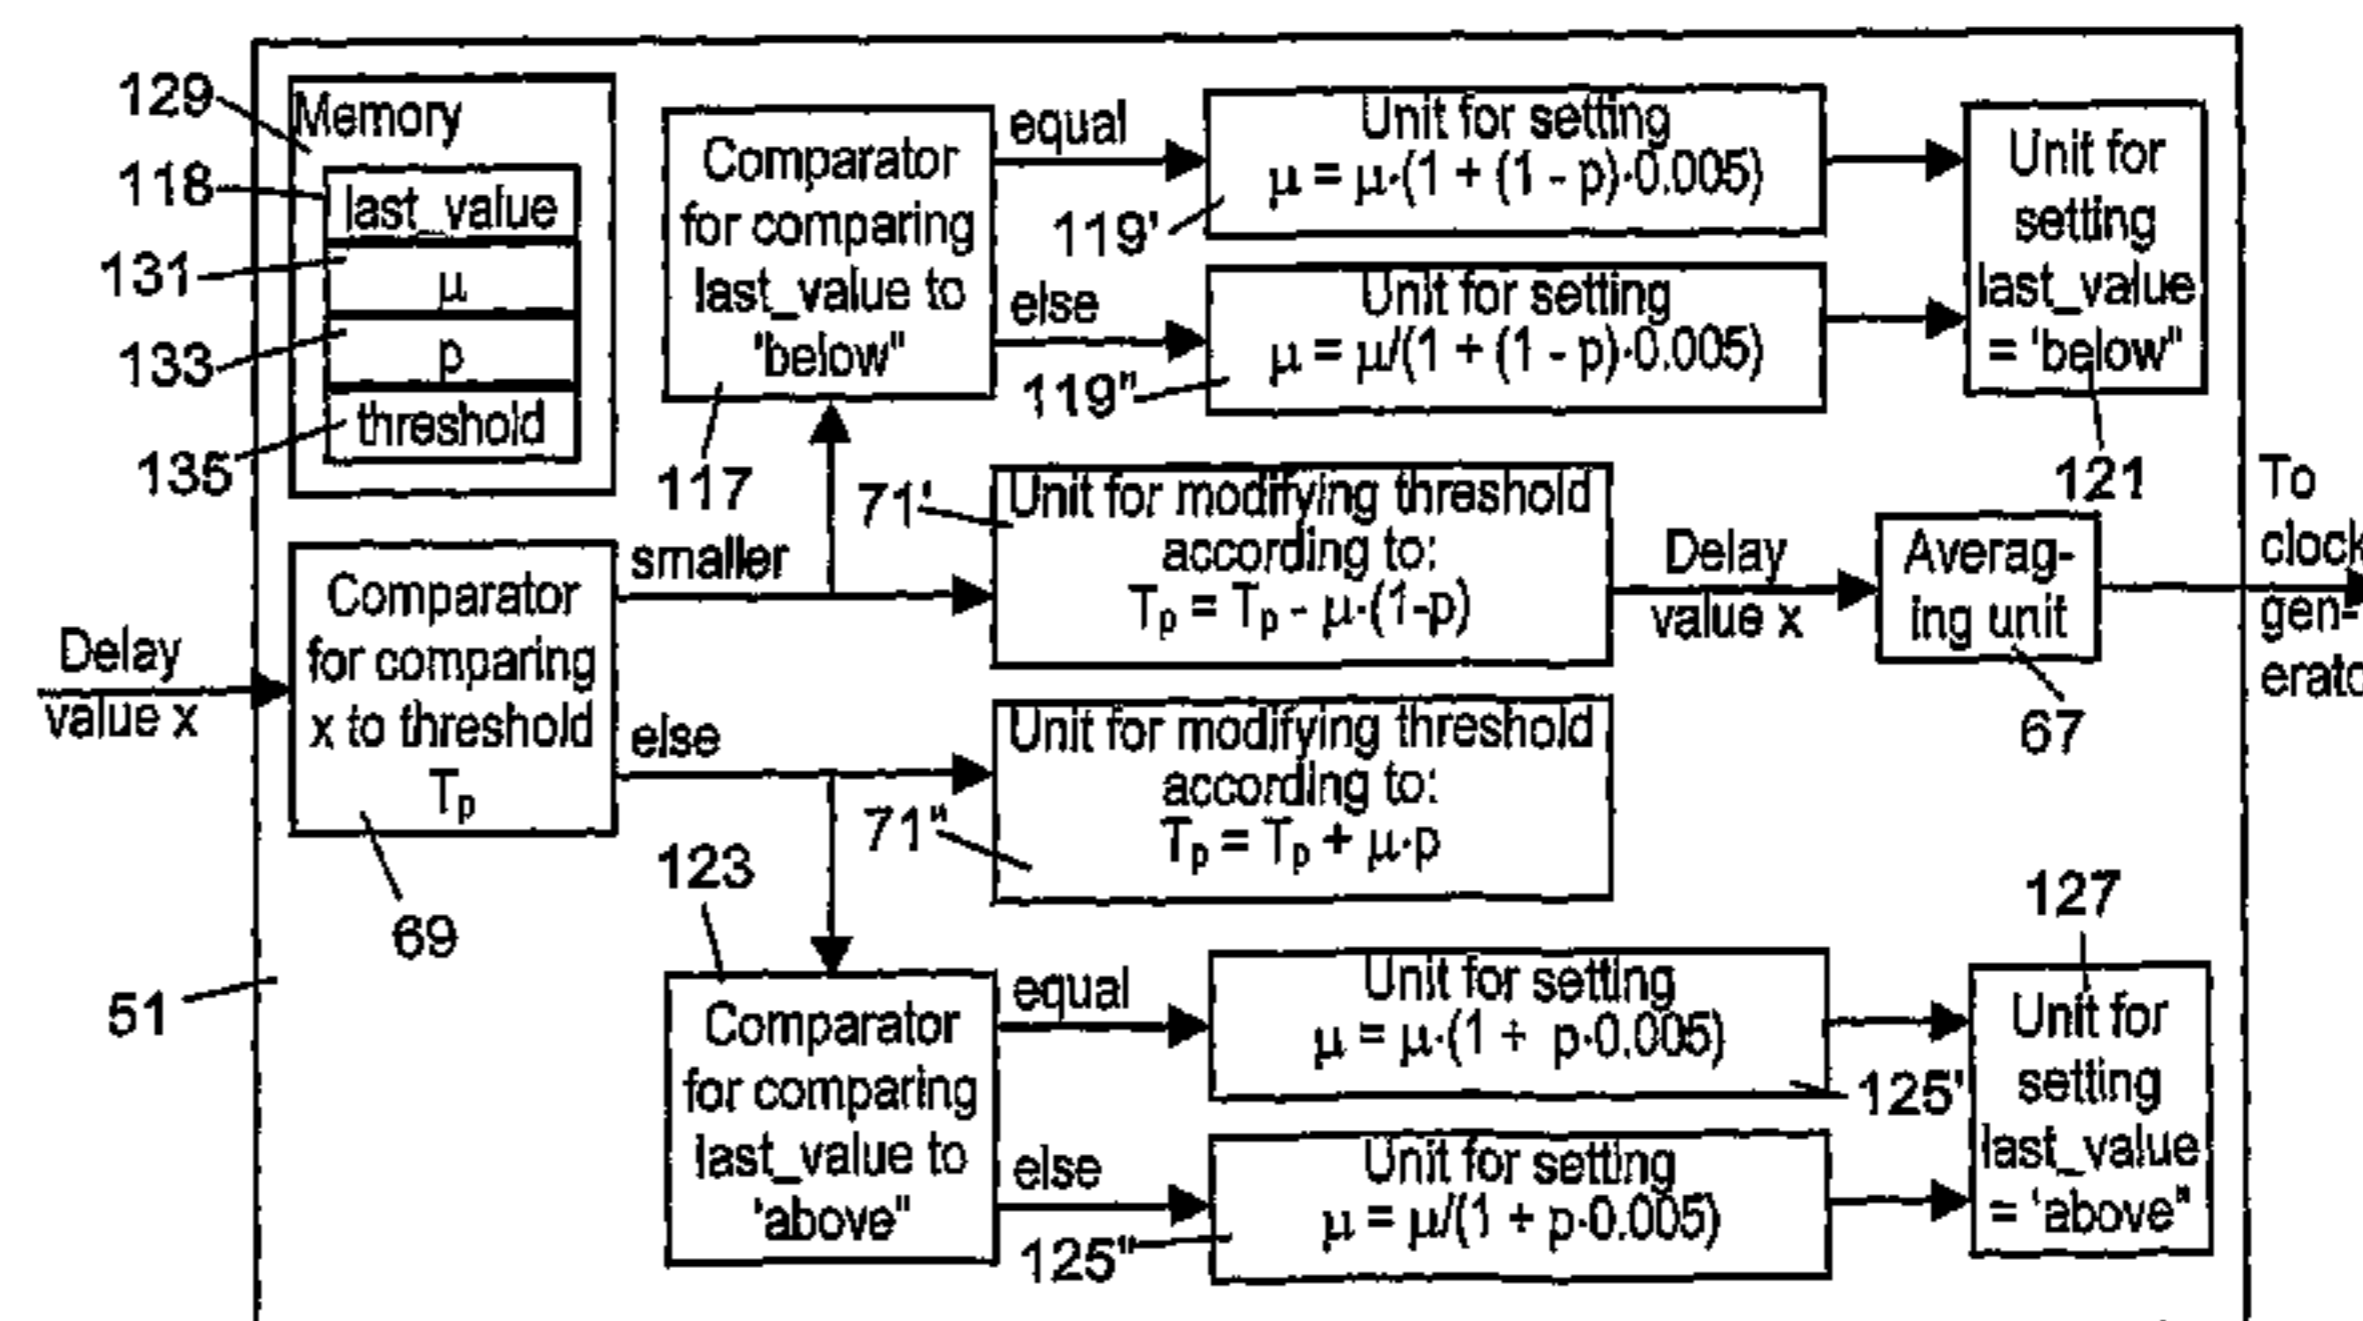 129
Memory
118
last_value
131
μ
133
p
135
threshold
Comparator
for comparing
last_value to
"below"
117
equal
else
Unit for setting
μ = μ·(1 + (1 - p)·0.005)
119'
Unit for setting
μ = μ/(1 + (1 - p)·0.005)
119"
Unit for
setting
last_value
= 'below"
121
Delay
value x
Comparator
for comparing
x to threshold
Tp
69
smaller
else
71'
Unit for modifying threshold
according to:
Tp = Tp - μ·(1-p)
Delay
value x
Averag-
ing unit
67
To
clock
gen-
erato
71"
Unit for modifying threshold
according to:
Tp = Tp + μ·p
51
123
Comparator
for comparing
last_value to
'above"
equal
else
Unit for setting
μ = μ·(1 + p·0.005)
125'
Unit for setting
μ = μ/(1 + p·0.005)
125"
127
Unit for
setting
last_value
= 'above"